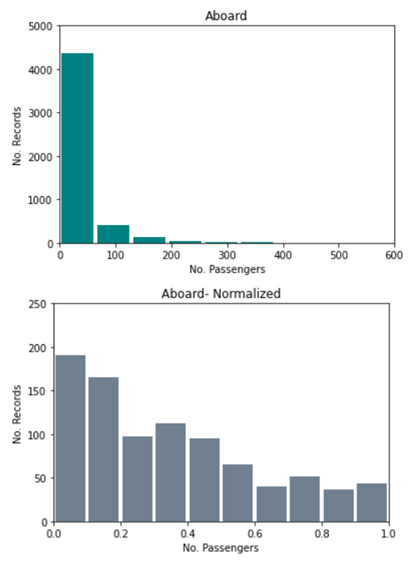 Aboard
5000
4000
3000
2000
1000
0
No. Records
0 100 200 300 400 500 600
No. Passengers
Aboard- Normalized
250
200
150
100
50
0
No. Records
0.0 0.2 0.4 0.6 0.8 1.0
No. Passengers